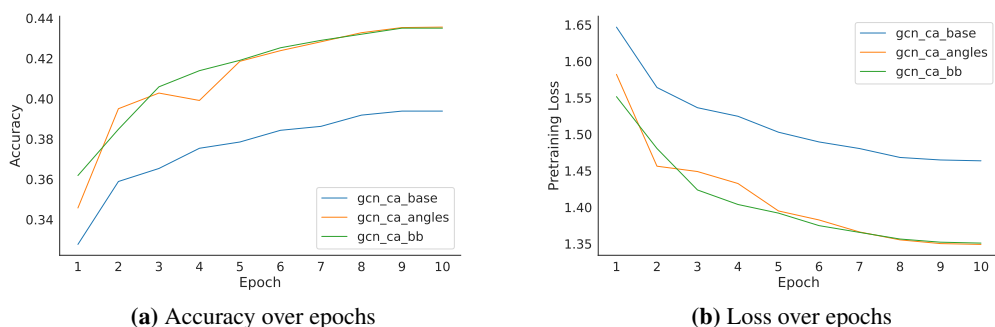 0.44
0.42
0.40
0.38
0.36
0.34
Accuracy
gcn_ca_base
gcn_ca_angles
gcn_ca_bb
1 2 3 4 5 6 7 8 9 10
Epoch
(a) Accuracy over epochs
1.65
1.60
1.55
1.50
1.45
1.40
1.35
Pretraining Loss
gcn_ca_base
gcn_ca_angles
gcn_ca_bb
1 2 3 4 5 6 7 8 9 10
Epoch
(b) Loss over epochs